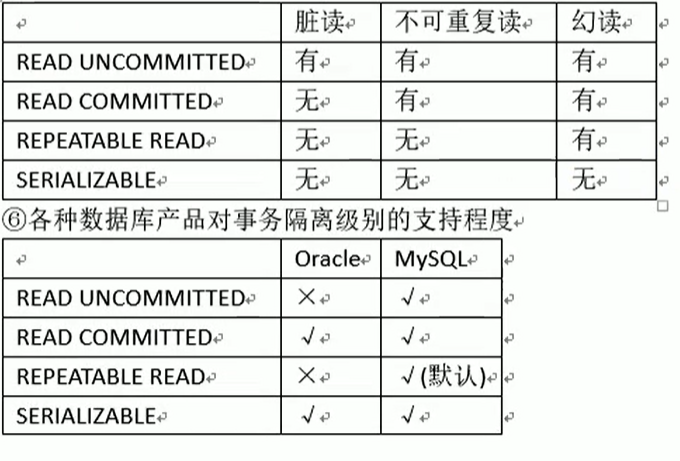 脏读 不可重复读 幻读
READ UNCOMMITTED 有 有 有
READ COMMITTED 无 有 有
REPEATABLE READ 无 无 有
SERIALIZABLE 无 无 无
⑥各种数据库产品对事务隔离级别的支持程度
Oracle MySQL
READ UNCOMMITTED × √
READ COMMITTED √ √
REPEATABLE READ × √(默认)
SERIALIZABLE √ √